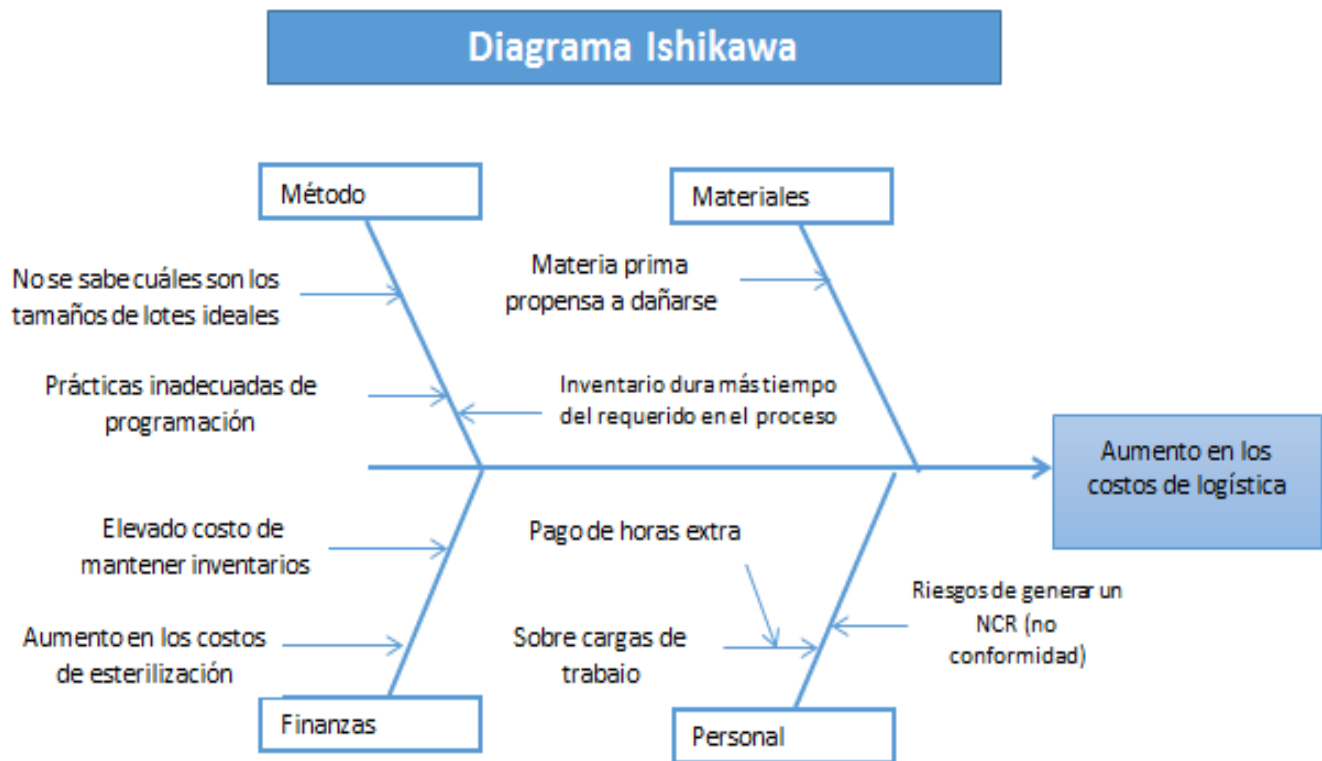 Diagrama Ishikawa
Método
Materiales
No se sabe cuáles son los
tamaños de lotes ideales
Materia prima
propensa a dañarse
Prácticas inadecuadas de
programación
Inventario dura más tiempo
del requerido en el proceso
Aumento en los
costos de logística
Elevado costo de
mantener inventarios
Pago de horas extra
Aumento en los costos
de esterilización
Sobre cargas de
trabajo
Riesgos de generar un
NCR (no
conformidad)
Finanzas
Personal